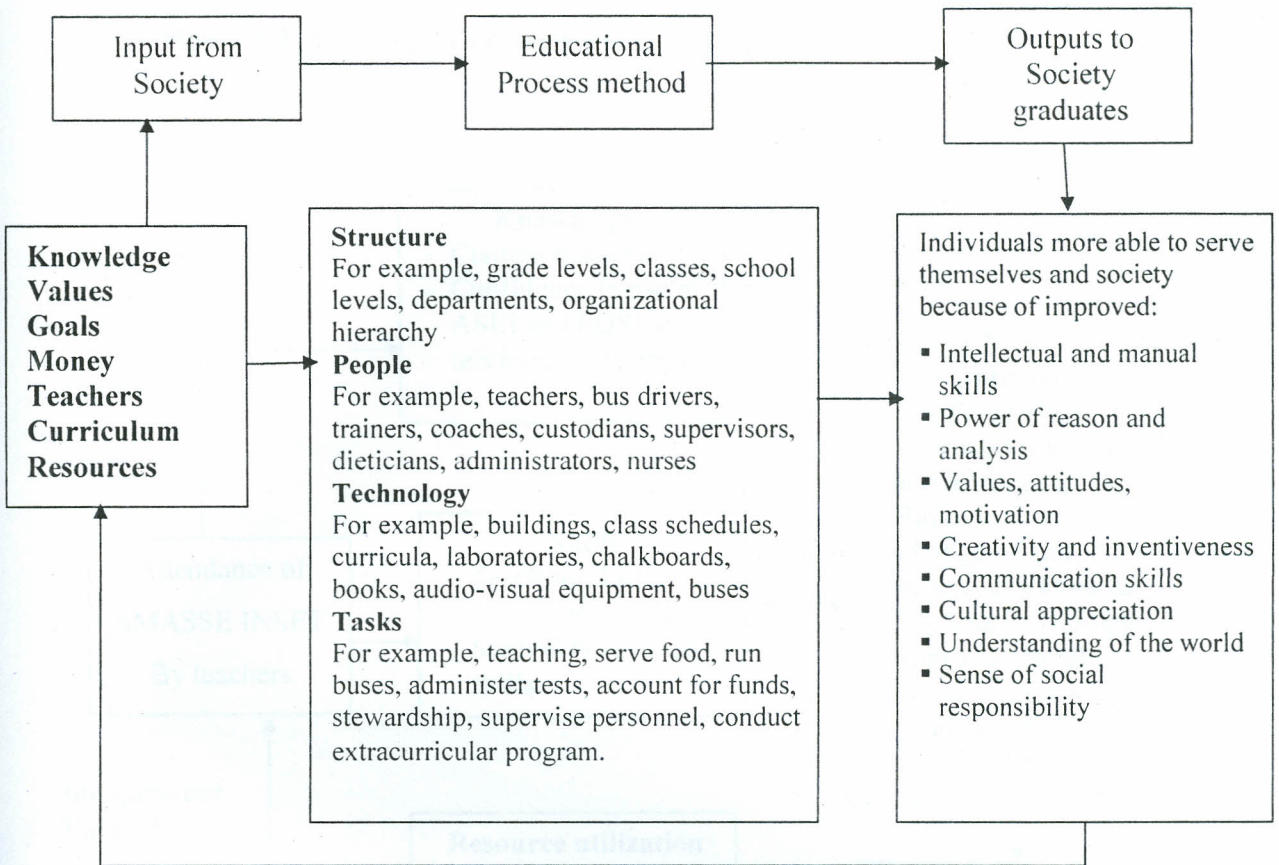 Input from
Society
Educational
Process method
Outputs to
Society
graduates
Knowledge
Values
Goals
Money
Teachers
Curriculum
Resources
Structure
For example, grade levels, classes, school
levels, departments, organizational
hierarchy
People
For example, teachers, bus drivers,
trainers, coaches, custodians, supervisors,
dieticians, administrators, nurses
Technology
For example, buildings, class schedules,
curricula, laboratories, chalkboards,
books, audio-visual equipment, buses
Tasks
For example, teaching, serve food, run
buses, administer tests, account for funds,
stewardship, supervise personnel, conduct
extracurricular program.
Individuals more able to serve
themselves and society
because of improved:
▪ Intellectual and manual
skills
▪ Power of reason and
analysis
▪ Values, attitudes,
motivation
▪ Creativity and inventiveness
▪ Communication skills
▪ Cultural appreciation
▪ Understanding of the world
▪ Sense of social
responsibility
By teachers
Resource utilization